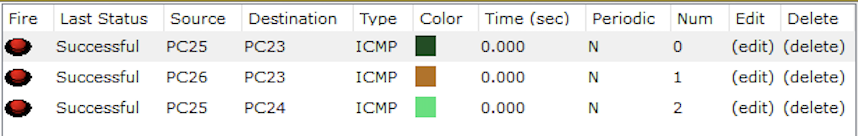 Fire Last Status Source Destination Type Color Time (sec) Periodic Num Edit Delete
Successful PC25 PC23 ICMP 0.000 N 0 (edit) (delete)
Successful PC26 PC23 ICMP 0.000 N 1 (edit) (delete)
Successful PC25 PC24 ICMP 0.000 N 2 (edit) (delete)